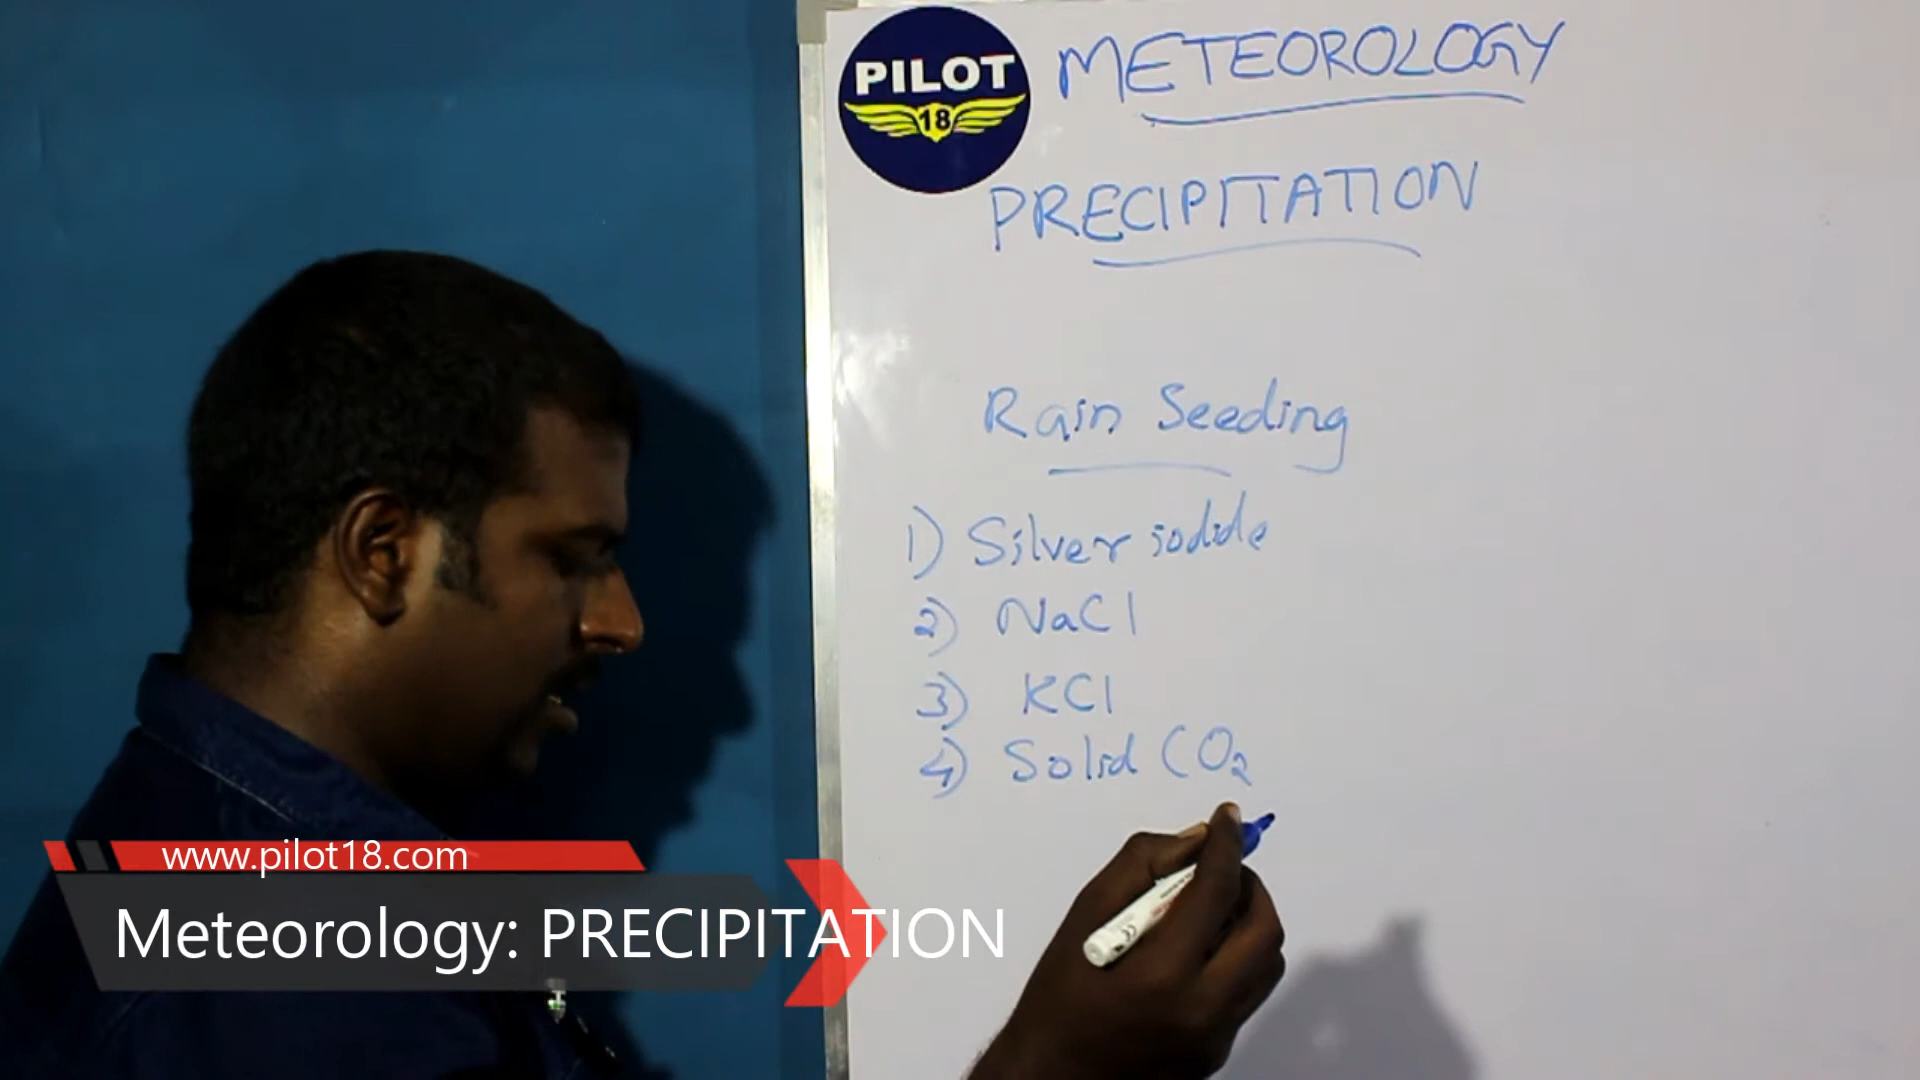 PILOT
18
METEOROLOGY
PRECIPITATION
Rain Seeding
1) Silver iodide
2) NaCl
3) KCl
4) Solid CO2
www.pilot18.com
Meteorology: PRECIPITATION